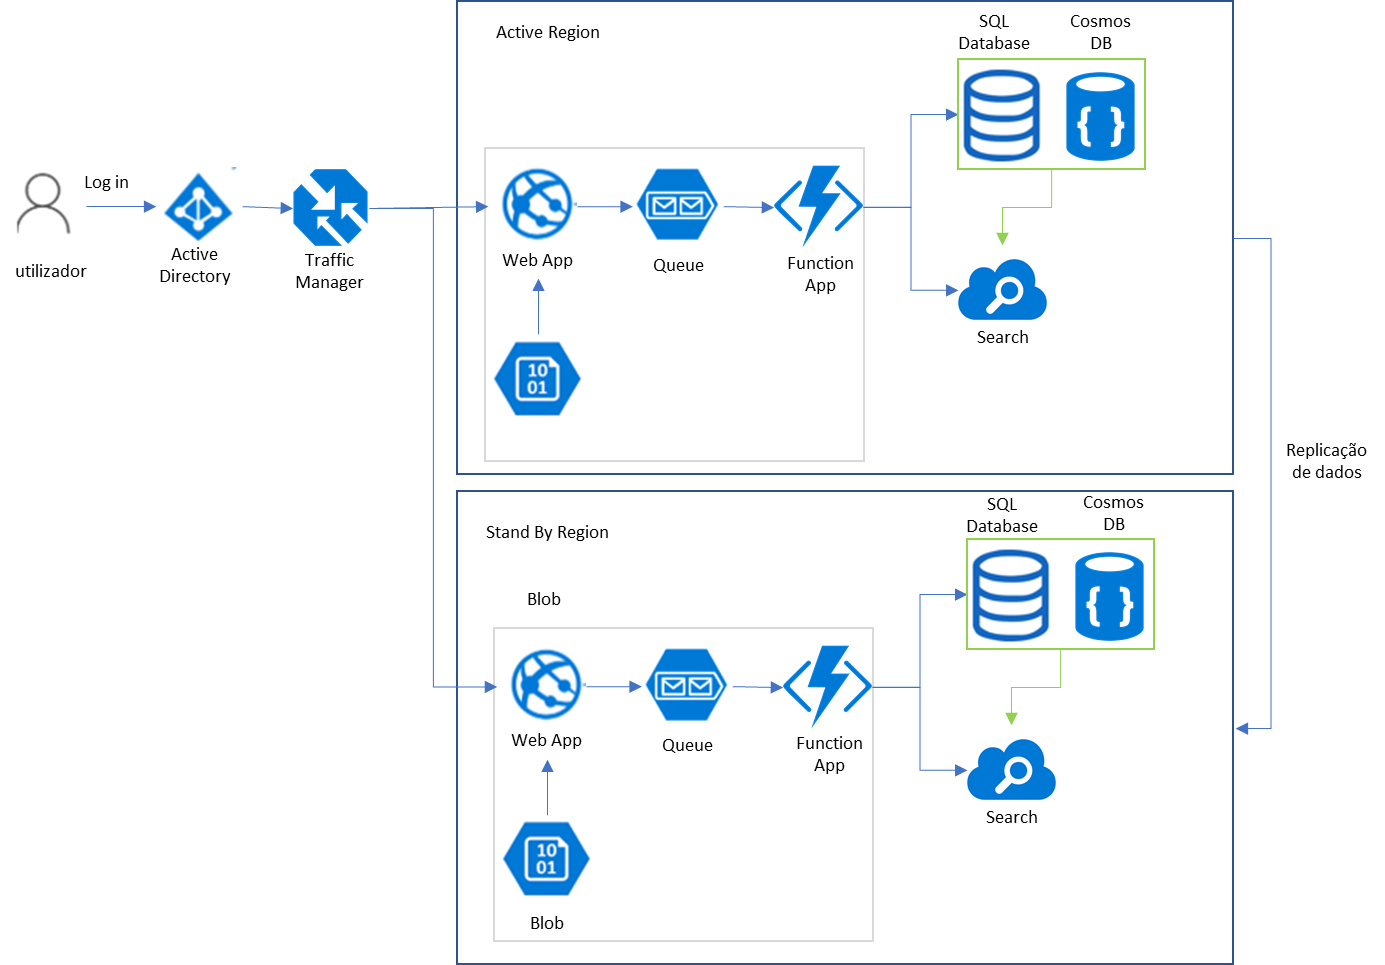 Log in
utilizador
Active
Directory
Traffic
Manager
Active Region
SQL
Database
Cosmos
DB
Web App
Queue
Function
App
10
01
Search
Replicação
de dados
Stand By Region
SQL
Database
Cosmos
DB
Blob
Web App
Queue
Function
App
10
01
Blob
Search